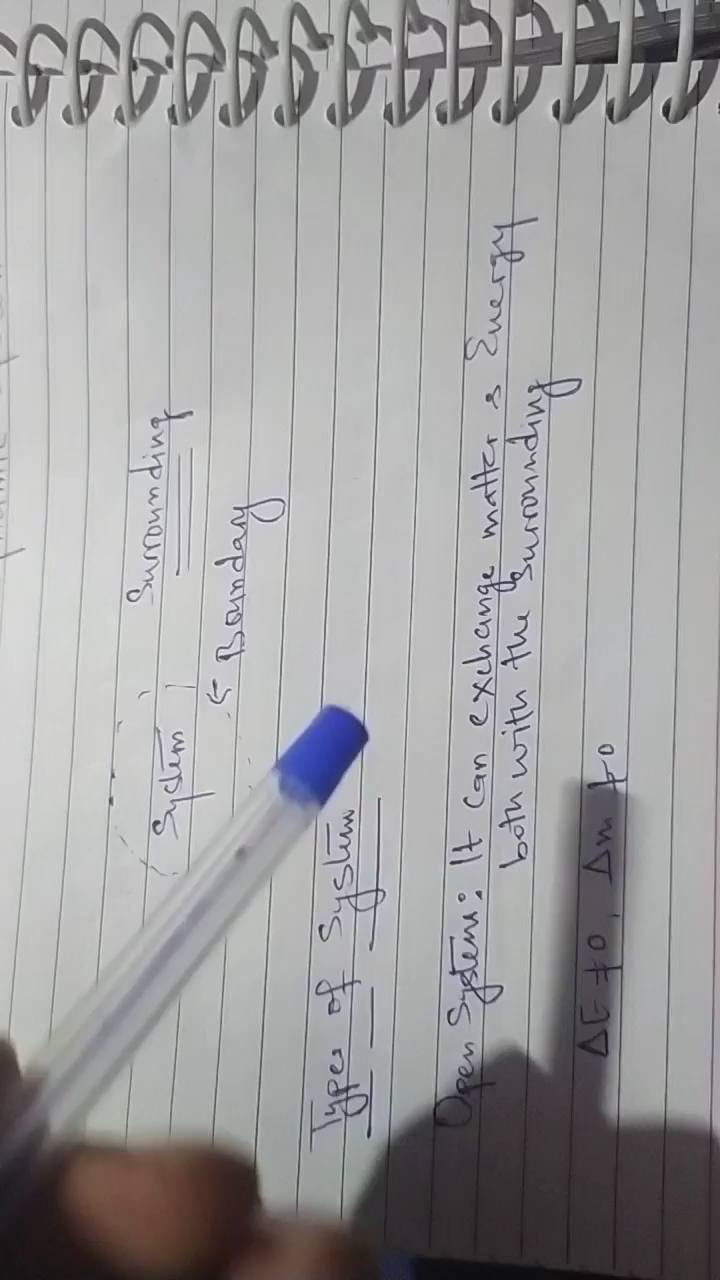 System Surrounding
Boundary
Types of System
Open System: It can exchange matter & Energy
both with the Surrounding
ΔE ≠ 0, Δm ≠ 0